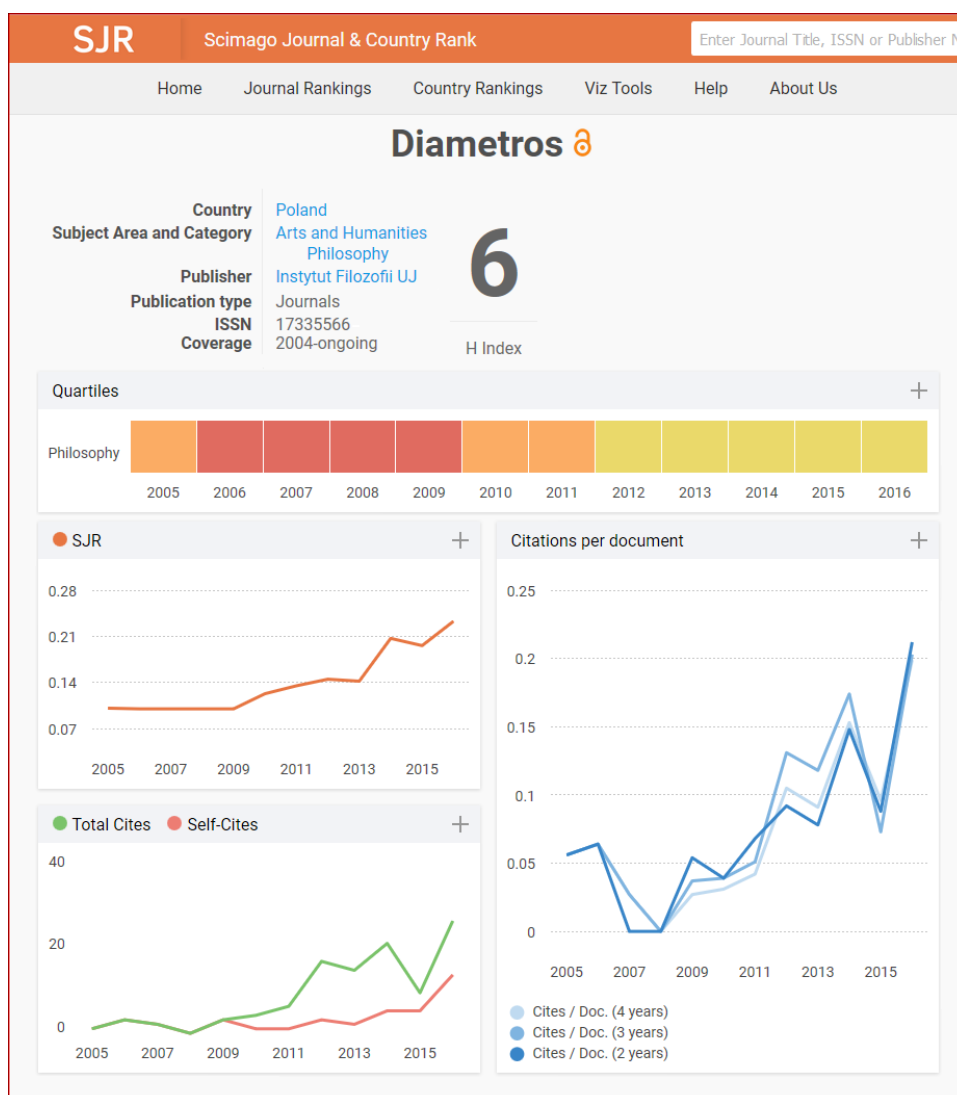 SJR Scimago Journal & Country Rank Enter Journal Title, ISSN or Publisher N
Home Journal Rankings Country Rankings Viz Tools Help About Us
Diametros
Country Poland
Subject Area and Category Arts and Humanities
Philosophy
Publisher Instytut Filozofii UJ
Publication type Journals
ISSN 17335566
Coverage 2004-ongoing
6
H Index
Quartiles
Philosophy
2005 2006 2007 2008 2009 2010 2011 2012 2013 2014 2015 2016
SJR
0.28
0.21
0.14
0.07
2005 2007 2009 2011 2013 2015
Total Cites Self-Cites
40
20
0
2005 2007 2009 2011 2013 2015
Citations per document
0.25
0.2
0.15
0.1
0.05
0
2005 2007 2009 2011 2013 2015
Cites / Doc. (4 years)
Cites / Doc. (3 years)
Cites / Doc. (2 years)